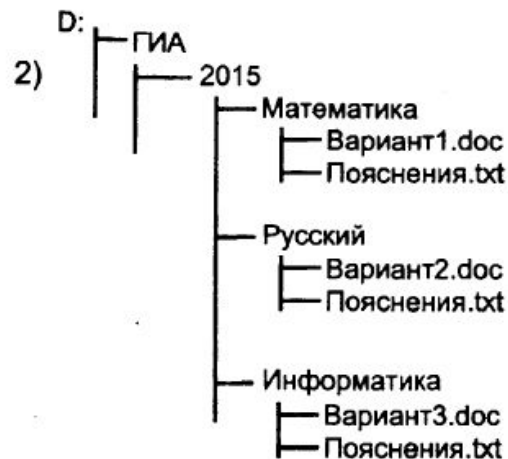 D:
ГИА
2) 2015
Математика
Вариант1.doc
Пояснения.txt
Русский
Вариант2.doc
Пояснения.txt
Информатика
Вариант3.doc
Пояснения.txt